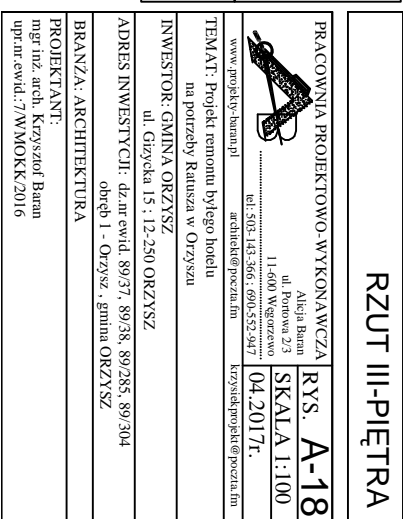 RZUT III-PIĘTRA
PRACOWNIA PROJEKTOWO-WYKONAWCZA
Alicja Baran
ul. Portowa 2/3
11-600 Węgorzewo
tel: 503-143-366 ; 690-552-947
RYS. A-18
SKALA 1:100
04.2017r.
www.projekty-baran.pl architekt@poczta.fm krzysiekprojekt@poczta.fm
TEMAT: Projekt remontu byłego hotelu
na potrzeby Ratusza w Orzyszu
INWESTOR: GMINA ORZYSZ
ul. Gizycka 15 ; 12-250 ORZYSZ
ADRES INWESTYCJI: dz.nr ewid. 89/37, 89/38, 89/285, 89/304
obręb 1 - Orzysz , gmina ORZYSZ
BRANŻA: ARCHITEKTURA
PROJEKTANT:
mgr inż. arch. Krzysztof Baran
upr.nr.ewid.:7/WMOKK/2016